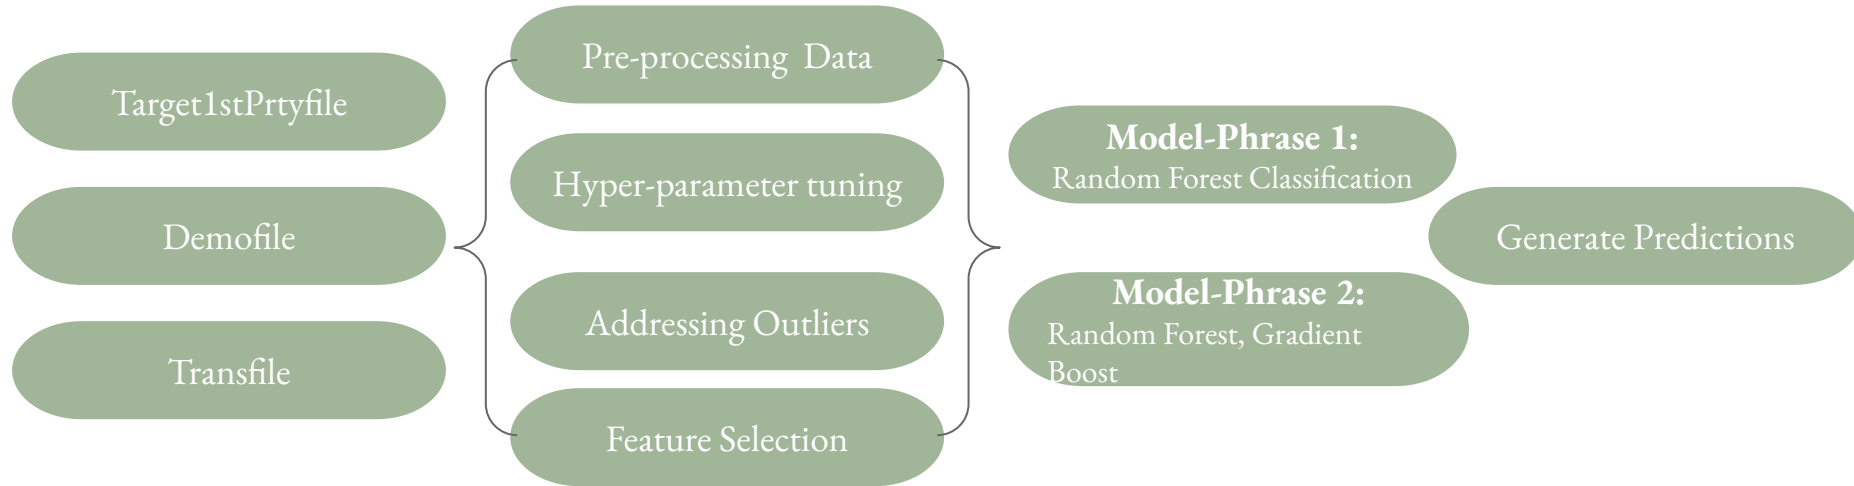 Target1stPrtyfile
Demofile
Transfile
Pre-processing  Data
Hyper-parameter tuning
Addressing Outliers
Feature Selection
Model-Phrase 1:
Random Forest Classification
Model-Phrase 2:
Random Forest, Gradient
Boost
Generate Predictions